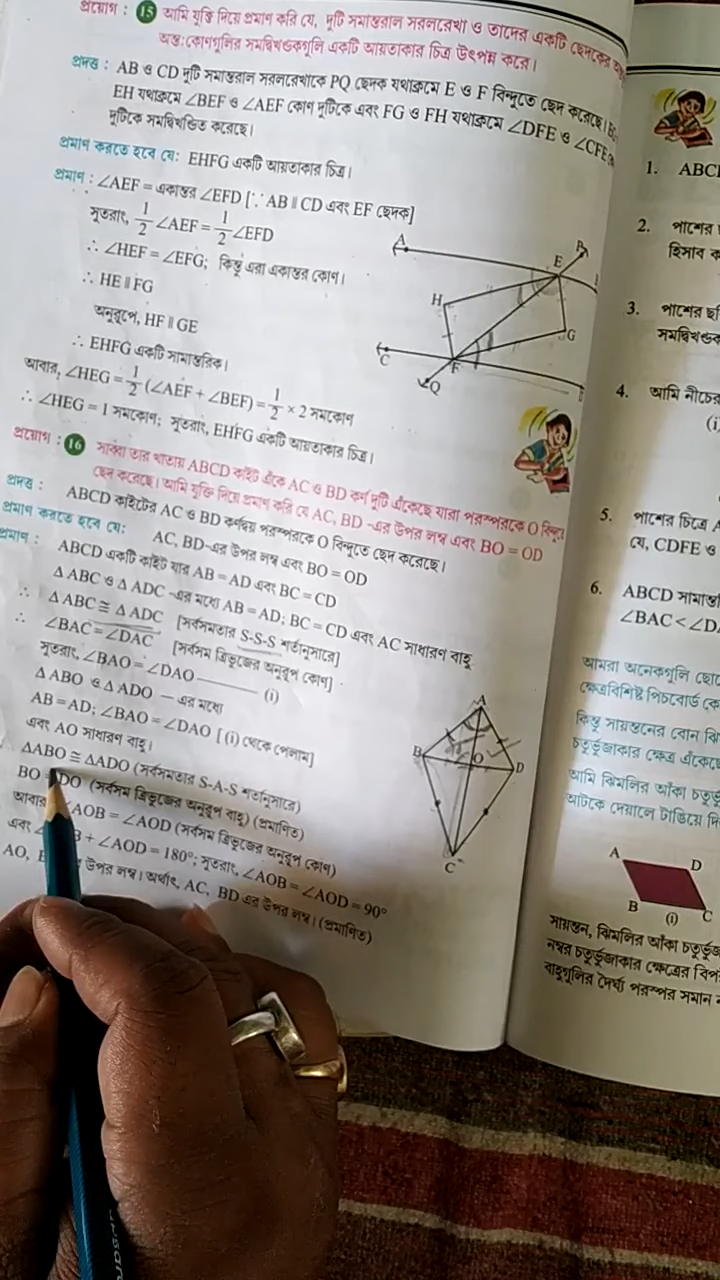 প্রয়োগ : 15 আমি যুক্তি দিয়ে প্রমাণ করি যে, দুটি সমান্তরাল সরলরেখা ও তাদের একটি ছেদকের
অন্তঃকোণগুলির সমদ্বিখণ্ডকগুলি একটি আয়তাকার চিত্র উৎপন্ন করে।
প্রদত্ত : AB ও CD দুটি সমান্তরাল সরলরেখাকে PQ ছেদক যথাক্রমে E ও F বিন্দুতে ছেদ করেছে।
EH যথাক্রমে ∠BEF ও ∠AEF কোণ দুটিকে এবং FG ও FH যথাক্রমে ∠DFE ও ∠CFE
দুটিকে সমদ্বিখণ্ডিত করেছে।
প্রমাণ করতে হবে যে: EHFG একটি আয়তাকার চিত্র।
প্রমাণ : ∠AEF = একান্তর ∠EFD [∵ AB || CD এবং EF ছেদক]
সুতরাং, 1/2 ∠AEF = 1/2 ∠EFD
∴ ∠HEF = ∠EFG; কিন্তু এরা একান্তর কোণ।
∴ HE || FG
অনুরূপে, HF || GE
∴ EHFG একটি সামান্তরিক।
আবার, ∠HEG = 1/2 (∠AEF + ∠BEF) = 1/2 × 2 সমকোণ
∴ ∠HEG = 1 সমকোণ; সুতরাং, EHFG একটি আয়তাকার চিত্র।
A
B
E
H
G
C
F
Q
প্রয়োগ : 16 সাবা তার খাতায় ABCD কাইট এঁকে AC ও BD কর্ণ দুটি এঁকেছে যারা পরস্পরকে O বিন্দুতে
ছেদ করেছে। আমি যুক্তি দিয়ে প্রমাণ করি যে AC, BD -এর উপর লম্ব এবং BO = OD
প্রদত্ত : ABCD কাইটের AC ও BD কর্ণদ্বয় পরস্পরকে O বিন্দুতে ছেদ করেছে।
প্রমাণ করতে হবে যে: AC, BD-এর উপর লম্ব এবং BO = OD
প্রমাণ : ABCD একটি কাইট যার AB = AD এবং BC = CD
Δ ABC ও Δ ADC -এর মধ্যে AB = AD; BC = CD এবং AC সাধারণ বাহু
∴ Δ ABC ≅ Δ ADC [সর্বসমতার S-S-S শর্তানুসারে]
∴ ∠BAC = ∠DAC [সর্বসম ত্রিভুজের অনুরূপ কোণ]
সুতরাং, ∠BAO = ∠DAO (i)
Δ ABO ও Δ ADO — এর মধ্যে
AB = AD; ∠BAO = ∠DAO [ (i) থেকে পেলাম]
এবং AO সাধারণ বাহু।
ΔABO ≅ ΔADO (সর্বসমতার S-A-S শর্তানুসারে)
BO = DO (সর্বসম ত্রিভুজের অনুরূপ বাহু) (প্রমাণিত)
আবার ∠AOB = ∠AOD (সর্বসম ত্রিভুজের অনুরূপ কোণ)
এবং + ∠AOD = 180°; সুতরাং, ∠AOB = ∠AOD = 90°
AO, উপর লম্ব। অর্থাৎ, AC, BD এর উপর লম্ব। (প্রমাণিত)
A
B
O
D
C
1. ABC
2. পাশের
হিসাব ক
3. পাশের ছ
সমদ্বিখণ্ডক
4. আমি নীচের
(i)
5. পাশের চিত্রে
যে, CDFE ও
6. ABCD সামান্ত
∠BAC < ∠D
আমরা অনেকগুলি
ক্ষেত্রবিশিষ্ট পিচবোর্ড
কিন্তু সায়ন্তনের বোন
চতুর্ভুজাকার ক্ষেত্র এঁকেছে
আমি ঝিমলির আঁকা
আটকে দেয়ালে টাঙিয়ে
A D
B (i) C
সায়ন্তন, ঝিমলির আঁকা
নম্বর চতুর্ভুজাকার ক্ষেত্রের
বাহুগুলির দৈর্ঘ্য পরস্পর সমান